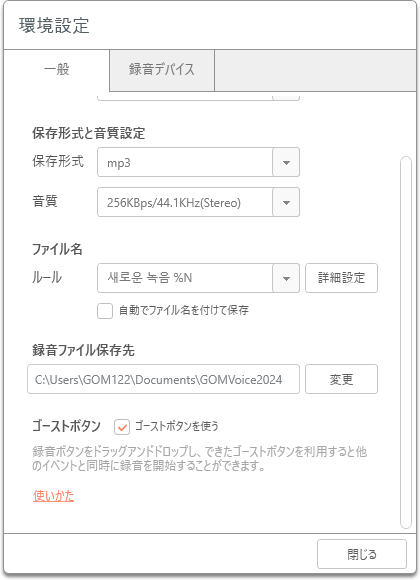 環境設定
一般
録音デバイス
保存形式と音質設定
保存形式
mp3
音質
256KBps/44.1KHz(Stereo)
ファイル名
ルール
새로운 녹음 %N
詳細設定
自動でファイル名を付けて保存
録音ファイル保存先
C:\Users\GOM122\Documents\GOMVoice2024
変更
ゴーストボタン
ゴーストボタンを使う
録音ボタンをドラッグアンドドロップし、できたゴーストボタンを利用すると他
のイベントと同時に録音を開始することができます。
使いかた
閉じる